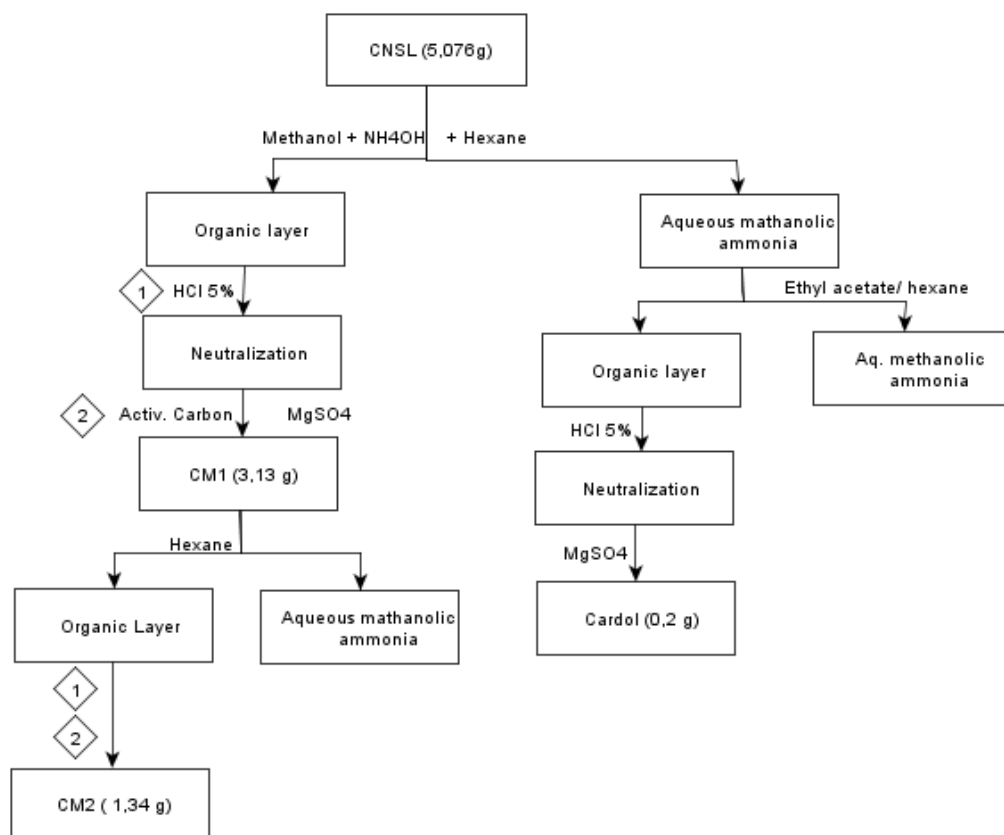 CNSL (5,076g)
Methanol + NH4OH + Hexane
Organic layer
Aqueous mathanolic
ammonia
1 HCl 5%
Ethyl acetate/ hexane
Neutralization
Organic layer
Aq. methanolic
ammonia
2 Activ. Carbon MgSO4
HCl 5%
CM1 (3,13 g)
Neutralization
Hexane
MgSO4
Organic Layer
Aqueous mathanolic
ammonia
Cardol (0,2 g)
1
2
CM2 ( 1,34 g)